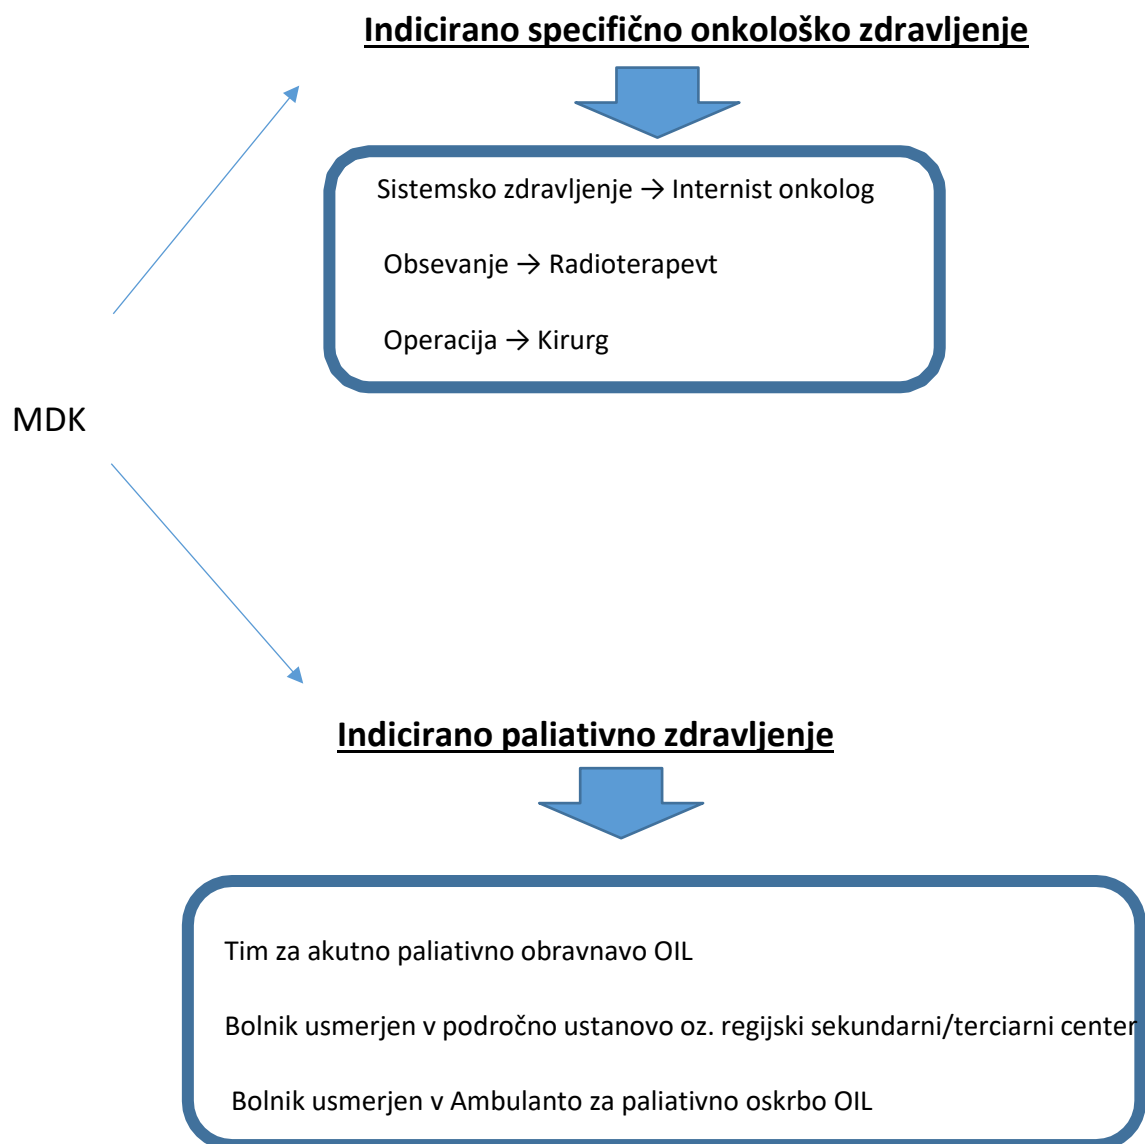 Indicirano specifično onkološko zdravljenje
Sistemsko zdravljenje → Internist onkolog
Obsevanje → Radioterapevt
Operacija → Kirurg
MDK
Indicirano paliativno zdravljenje
Tim za akutno paliativno obravnavo OIL
Bolnik usmerjen v področno ustanovo oz. regijski sekundarni/terciarni center
Bolnik usmerjen v Ambulanto za paliativno oskrbo OIL